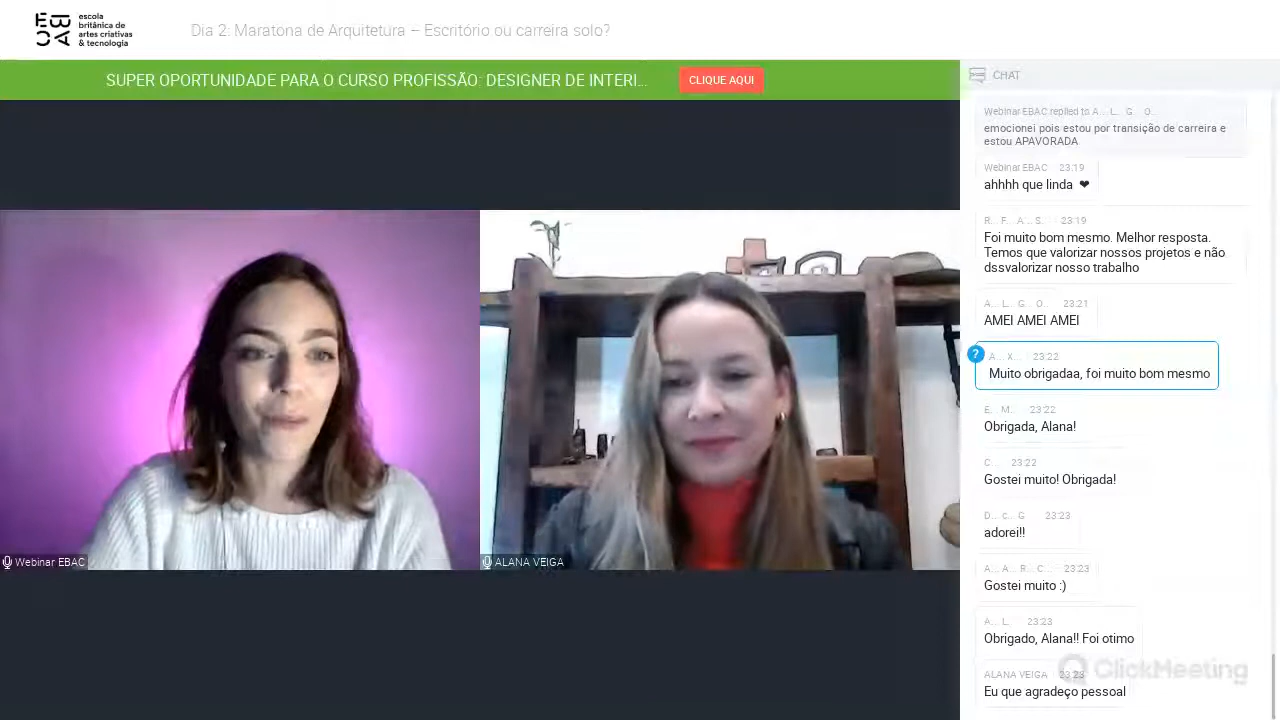 EBAC
escola
britânica de
artes criativas
& tecnologia
Dia 2: Maratona de Arquitetura – Escritório ou carreira solo?
SUPER OPORTUNIDADE PARA O CURSO PROFISSÃO: DESIGNER DE INTERI...
CLIQUE AQUI
CHAT
Webinar EBAC replied to A... L... G... O...
emocionei pois estou por transição de carreira e
estou APAVORADA
Webinar EBAC 23:19
ahhhh que linda ❤
R... F... A... S... 23:19
Foi muito bom mesmo. Melhor resposta.
Temos que valorizar nossos projetos e não
dssvalorizar nosso trabalho
A... L... G... O... 23:21
AMEI AMEI AMEI
?
A... X... 23:22
Muito obrigadaa, foi muito bom mesmo
E... M... 23:22
Obrigada, Alana!
C... 23:22
Gostei muito! Obrigada!
D... c... G 23:23
adorei!!
A... A... R... C... 23:23
Gostei muito :)
A... L... 23:23
Obrigado, Alana!! Foi otimo
ALANA VEIGA 23:23
Eu que agradeço pessoal
ClickMeeting
Webinar EBAC
ALANA VEIGA